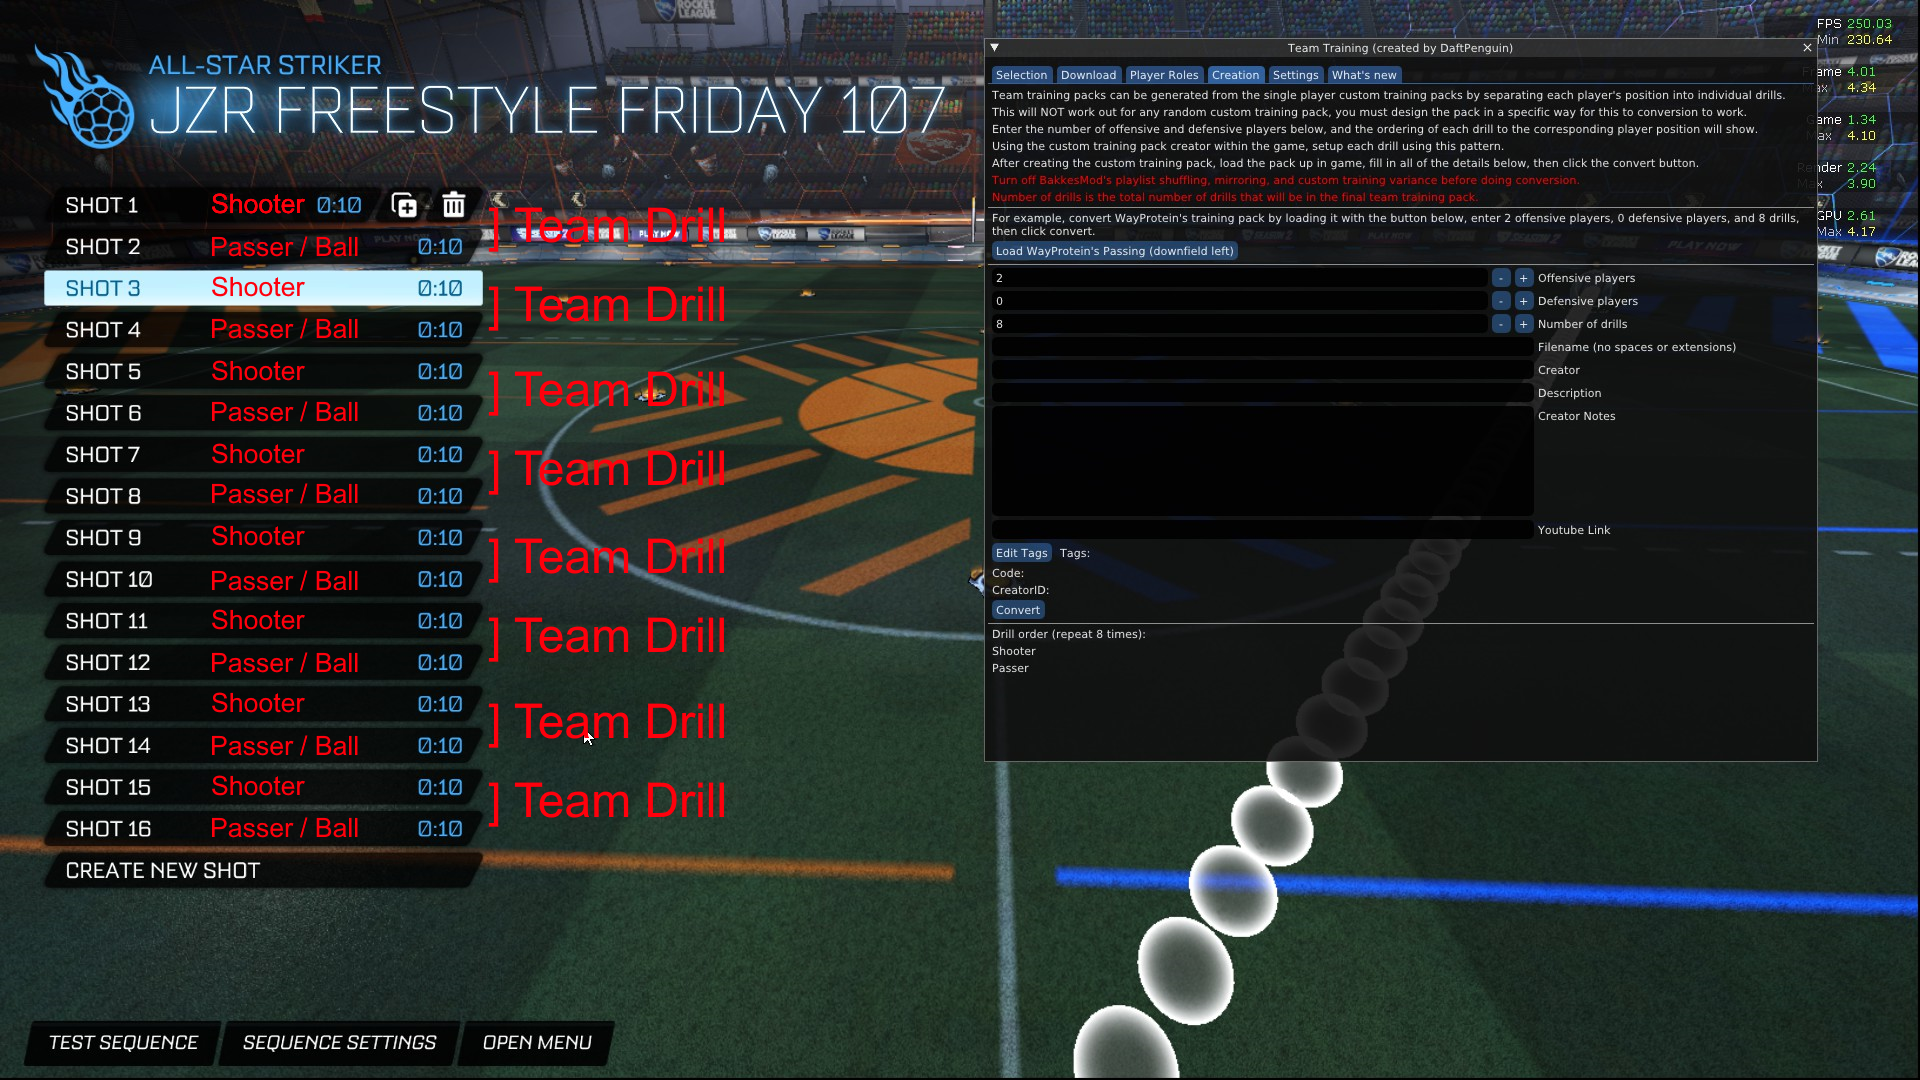 ALL-STAR STRIKER
JZR FREESTYLE FRIDAY 107
SHOT 1 Shooter 0:10
SHOT 2 Passer / Ball 0:10
] Team Drill
SHOT 3 Shooter 0:10
SHOT 4 Passer / Ball 0:10
] Team Drill
SHOT 5 Shooter 0:10
SHOT 6 Passer / Ball 0:10
] Team Drill
SHOT 7 Shooter 0:10
SHOT 8 Passer / Ball 0:10
] Team Drill
SHOT 9 Shooter 0:10
SHOT 10 Passer / Ball 0:10
] Team Drill
SHOT 11 Shooter 0:10
SHOT 12 Passer / Ball 0:10
] Team Drill
SHOT 13 Shooter 0:10
SHOT 14 Passer / Ball 0:10
] Team Drill
SHOT 15 Shooter 0:10
SHOT 16 Passer / Ball 0:10
] Team Drill
CREATE NEW SHOT
TEST SEQUENCE
SEQUENCE SETTINGS
OPEN MENU
ROCKET LEAGUE
Team Training (created by DaftPenguin)
Selection Download Player Roles Creation Settings What's new
Team training packs can be generated from the single player custom training packs by separating each player's position into individual drills.
This will NOT work out for any random custom training pack, you must design the pack in a specific way for this to conversion to work.
Enter the number of offensive and defensive players below, and the ordering of each drill to the corresponding player position will show.
Using the custom training pack creator within the game, setup each drill using this pattern.
After creating the custom training pack, load the pack up in game, fill in all of the details below, then click the convert button.
Turn off BakkesMod's playlist shuffling, mirroring, and custom training variance before doing conversion.
Number of drills is the total number of drills that will be in the final team training pack.
For example, convert WayProtein's training pack by loading it with the button below, enter 2 offensive players, 0 defensive players, and 8 drills,
then click convert.
Load WayProtein's Passing (downfield left)
2 - + Offensive players
0 - + Defensive players
8 - + Number of drills
Filename (no spaces or extensions)
Creator
Description
Creator Notes
Youtube Link
Edit Tags Tags:
Code:
CreatorID:
Convert
Drill order (repeat 8 times):
Shooter
Passer
FPS 250.03
Min 230.64
ame 4.01
ax 4.34
ame 1.34
ax 4.10
Render 2.24
Max 3.90
GPU 2.61
Max 4.17